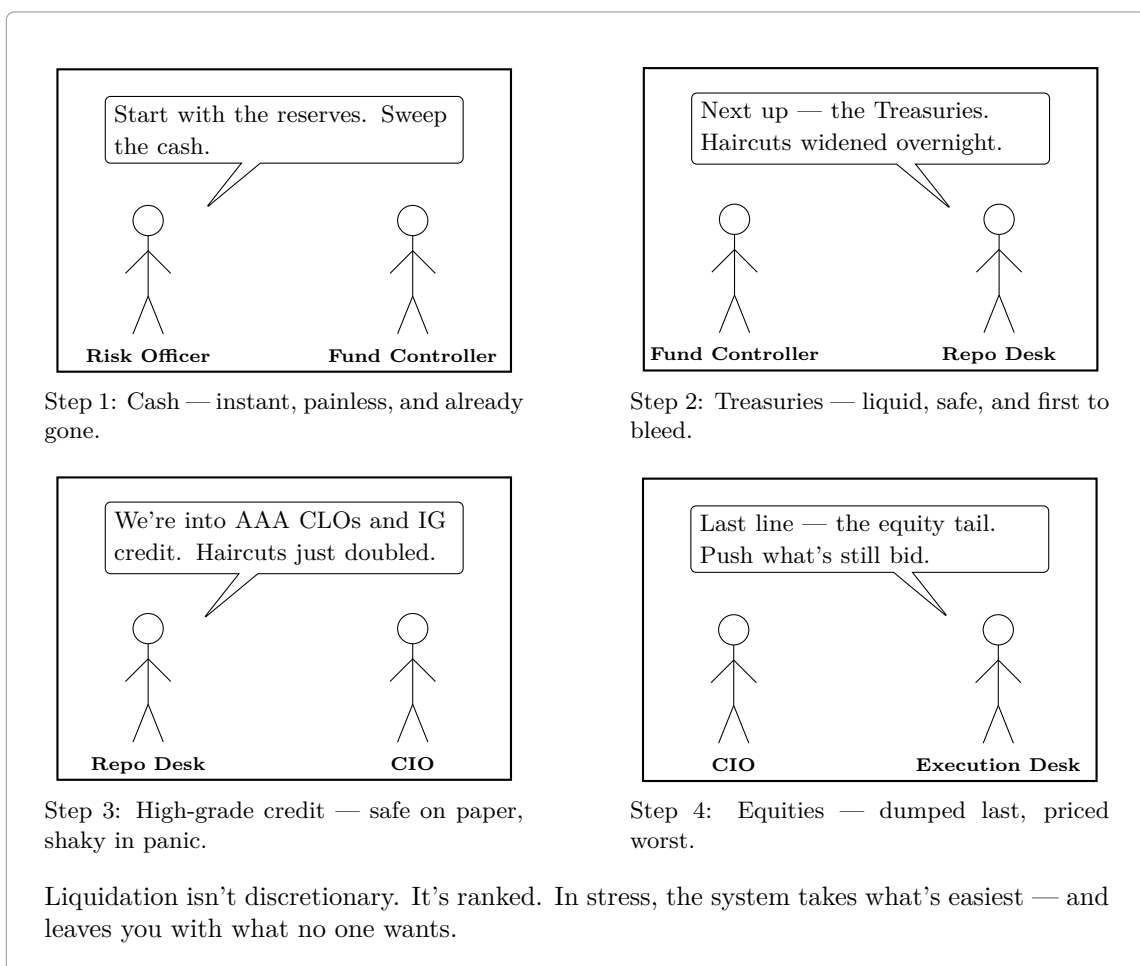 Start with the reserves. Sweep
the cash.
Risk Officer
Fund Controller
Step 1: Cash — instant, painless, and already
gone.
Next up — the Treasuries.
Haircuts widened overnight.
Fund Controller
Repo Desk
Step 2: Treasuries — liquid, safe, and first to
bleed.
We're into AAA CLOs and IG
credit. Haircuts just doubled.
Repo Desk
CIO
Step 3: High-grade credit — safe on paper,
shaky in panic.
Last line — the equity tail.
Push what's still bid.
CIO
Execution Desk
Step 4: Equities — dumped last, priced
worst.
Liquidation isn't discretionary. It's ranked. In stress, the system takes what's easiest — and
leaves you with what no one wants.